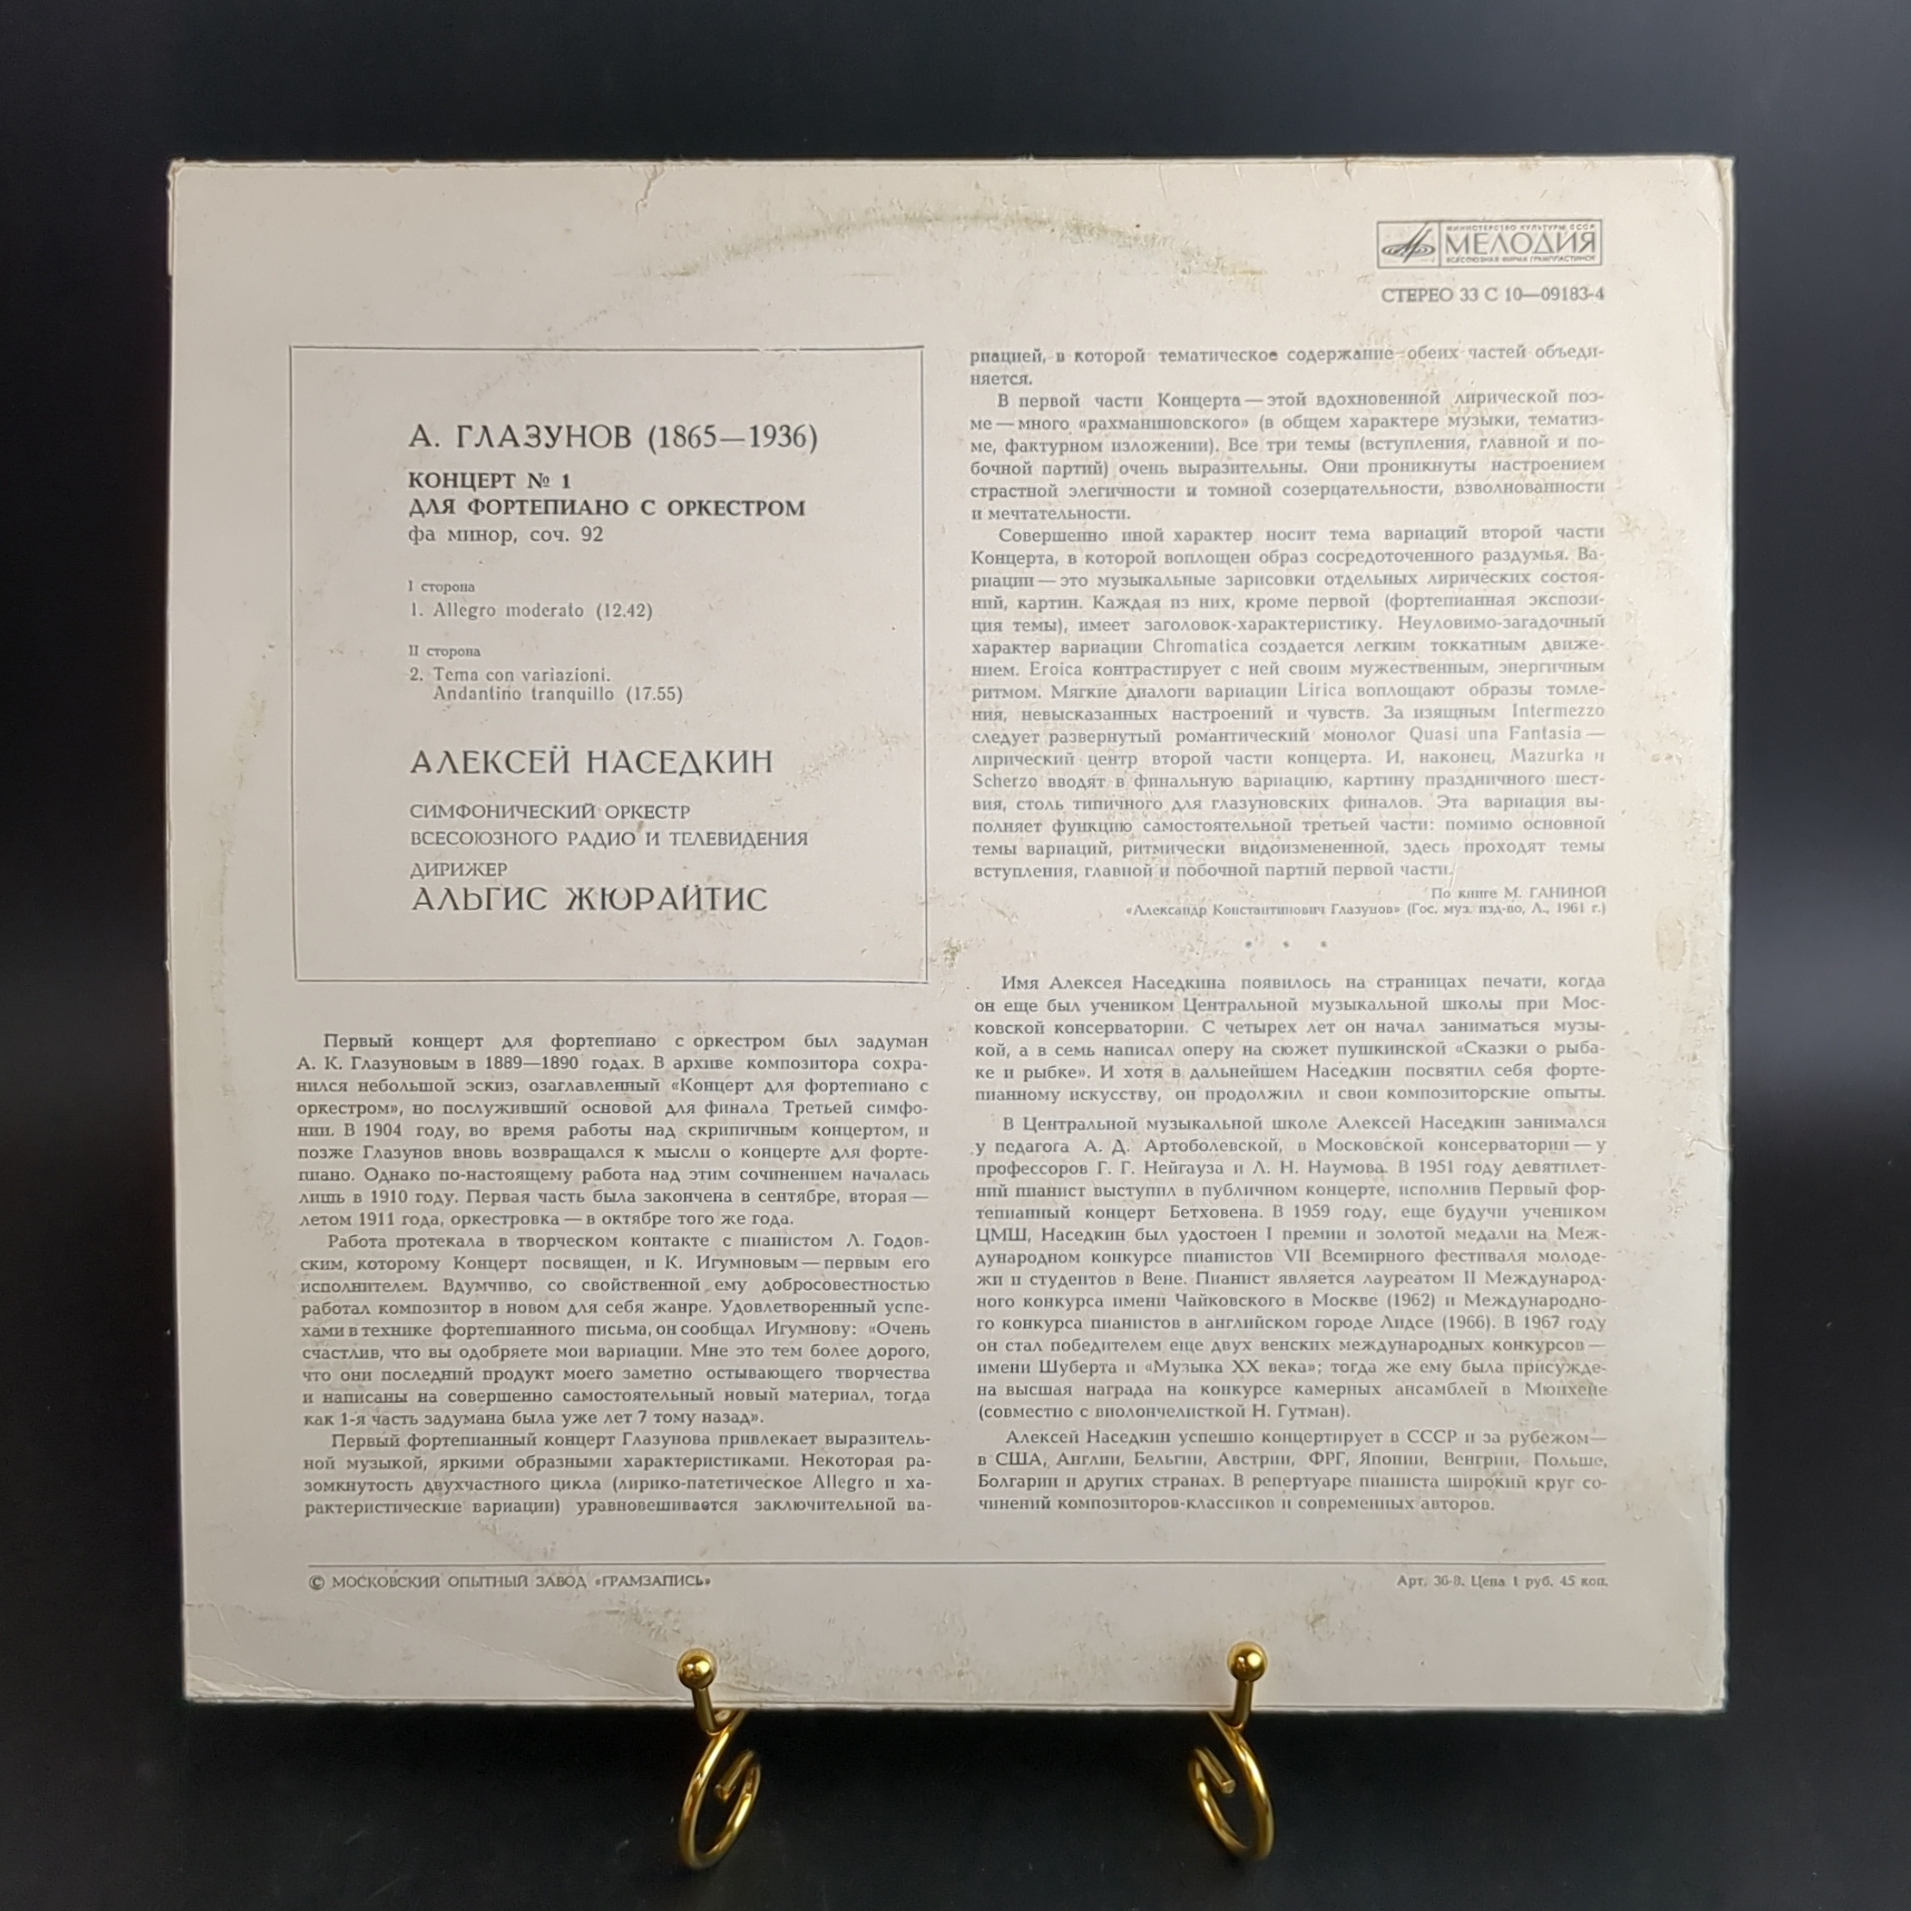 МИНИСТЕРСТВО КУЛЬТУРЫ СССР
МЕЛОДИЯ
ВСЕСОЮЗНАЯ ФИРМА ГРАМПЛАСТИНОК
СТЕРЕО 33 С 10—09183-4
А. ГЛАЗУНОВ (1865—1936)
КОНЦЕРТ № 1
ДЛЯ ФОРТЕПИАНО С ОРКЕСТРОМ
фа минор, соч. 92
I сторона
1. Allegro moderato (12.42)
II сторона
2. Tema con variazioni.
Andantino tranquillo (17.55)
АЛЕКСЕЙ НАСЕДКИН
СИМФОНИЧЕСКИЙ ОРКЕСТР
ВСЕСОЮЗНОГО РАДИО И ТЕЛЕВИДЕНИЯ
ДИРИЖЕР
АЛЬГИС ЖЮРАЙТИС
Первый концерт для фортепиано с оркестром был задуман
А. К. Глазуновым в 1889—1890 годах. В архиве композитора сохра-
нился небольшой эскиз, озаглавленный «Концерт для фортепиано с
оркестром», но послуживший основой для финала Третьей симфо-
нии. В 1904 году, во время работы над скрипичным концертом, и
позже Глазунов вновь возвращался к мысли о концерте для форте-
пиано. Однако по-настоящему работа над этим сочинением началась
лишь в 1910 году. Первая часть была закончена в сентябре, вторая —
летом 1911 года, оркестровка — в октябре того же года.
Работа протекала в творческом контакте с пианистом Л. Годов-
ским, которому Концерт посвящен, и К. Игумновым — первым его
исполнителем. Вдумчиво, со свойственной ему добросовестностью
работал композитор в новом для себя жанре. Удовлетворенный успе-
хами в технике фортепианного письма, он сообщал Игумнову: «Очень
счастлив, что вы одобряете мои вариации. Мне это тем более дорого,
что они последний продукт моего заметно остывающего творчества
и написаны на совершенно самостоятельный новый материал, тогда
как 1-я часть задумана была уже лет 7 тому назад».
Первый фортепианный концерт Глазунова привлекает выразитель-
ной музыкой, яркими образными характеристиками. Некоторая ра-
зомкнутость двухчастного цикла (лирико-патетическое Allegro и ха-
рактеристические вариации) уравновешивается заключительной ва-
риацией, в которой тематическое содержание обеих частей объеди-
няется.
В первой части Концерта — этой вдохновенной лирической поэ-
ме — много «рахманиновского» (в общем характере музыки, тематиз-
ме, фактурном изложении). Все три темы (вступления, главной и по-
бочной партий) очень выразительны. Они проникнуты настроением
страстной элегичности и томной созерцательности, взволнованности
и мечтательности.
Совершенно иной характер носит тема вариаций второй части
Концерта, в которой воплощен образ сосредоточенного раздумья. Ва-
риации — это музыкальные зарисовки отдельных лирических состоя-
ний, картин. Каждая из них, кроме первой (фортепианная экспози-
ция темы), имеет заголовок-характеристику. Неуловимо-загадочный
характер вариации Chromatica создается легким токкатным движе-
нием. Eroica контрастирует с ней своим мужественным, энергичным
ритмом. Мягкие диалоги вариации Lirica воплощают образы томле-
ния, невысказанных настроений и чувств. За изящным Intermezzo
следует развернутый романтический монолог Quasi una Fantasia —
лирический центр второй части концерта. И, наконец, Mazurka и
Scherzo вводят в финальную вариацию, картину праздничного шест-
вия, столь типичного для глазуновских финалов. Эта вариация вы-
полняет функцию самостоятельной третьей части: помимо основной
темы вариаций, ритмически видоизмененной, здесь проходят темы
вступления, главной и побочной партий первой части.
По книге М. ГАНИНОЙ
«Александр Константинович Глазунов» (Гос. муз. изд-во, Л., 1961 г.)
• • •
Имя Алексея Наседкина появилось на страницах печати, когда
он еще был учеником Центральной музыкальной школы при Мос-
ковской консерватории. С четырех лет он начал заниматься музы-
кой, а в семь написал оперу на сюжет пушкинской «Сказки о рыба-
ке и рыбке». И хотя в дальнейшем Наседкин посвятил себя форте-
пианному искусству, он продолжил и свои композиторские опыты.
В Центральной музыкальной школе Алексей Наседкин занимался
у педагога А. Д. Артоболевской, в Московской консерватории — у
профессоров Г. Г. Нейгауза и Л. Н. Наумова. В 1951 году девятилет-
ний пианист выступил в публичном концерте, исполнив Первый фор-
тепианный концерт Бетховена. В 1959 году, еще будучи учеником
ЦМШ, Наседкин был удостоен I премии и золотой медали на Меж-
дународном конкурсе пианистов VII Всемирного фестиваля молоде-
жи и студентов в Вене. Пианист является лауреатом II Международ-
ного конкурса имени Чайковского в Москве (1962) и Международно-
го конкурса пианистов в английском городе Лидсе (1966). В 1967 году
он стал победителем еще двух венских международных конкурсов —
имени Шуберта и «Музыка XX века»; тогда же ему была присужде-
на высшая награда на конкурсе камерных ансамблей в Мюнхене
(совместно с виолончелисткой Н. Гутман).
Алексей Наседкин успешно концертирует в СССР и за рубежом—
в США, Англии, Бельгии, Австрии, ФРГ, Японии, Венгрии, Польше,
Болгарии и других странах. В репертуаре пианиста широкий круг со-
чинений композиторов-классиков и современных авторов.
© МОСКОВСКИЙ ОПЫТНЫЙ ЗАВОД «ГРАМЗАПИСЬ»
Арт. 36-8. Цена 1 руб. 45 коп.